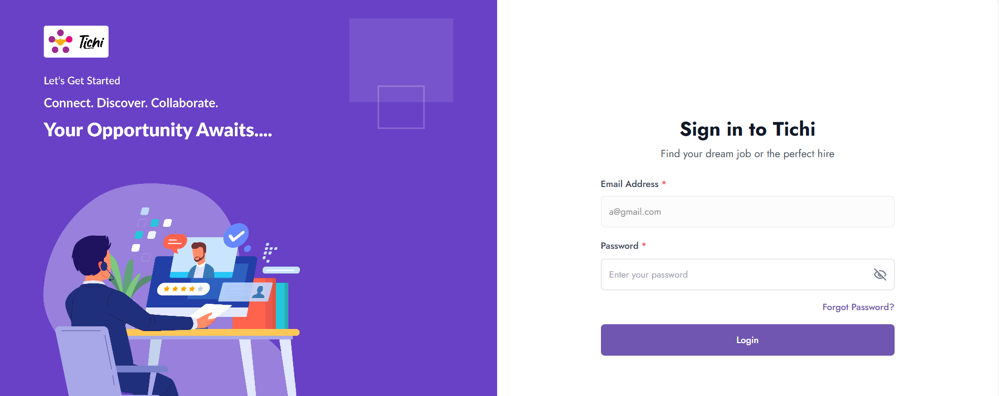 Tichi
Let's Get Started
Connect. Discover. Collaborate.
Your Opportunity Awaits....
Sign in to Tichi
Find your dream job or the perfect hire
Email Address *
a@gmail.com
Password *
Enter your password
Forgot Password?
Login